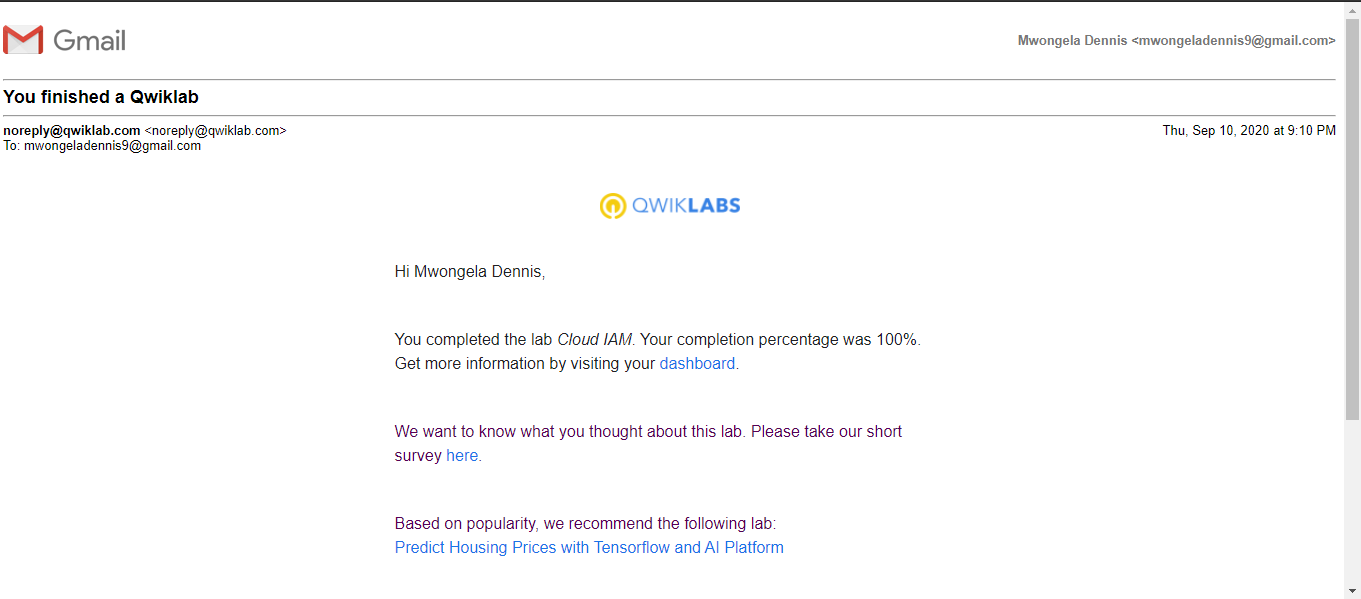 Gmail
Mwongela Dennis <mwongeladennis9@gmail.com>
You finished a Qwiklab
noreply@qwiklab.com <noreply@qwiklab.com>
Thu, Sep 10, 2020 at 9:10 PM
To: mwongeladennis9@gmail.com
QWIKLABS
Hi Mwongela Dennis,
You completed the lab Cloud IAM. Your completion percentage was 100%.
Get more information by visiting your dashboard.
We want to know what you thought about this lab. Please take our short
survey here.
Based on popularity, we recommend the following lab:
Predict Housing Prices with Tensorflow and AI Platform